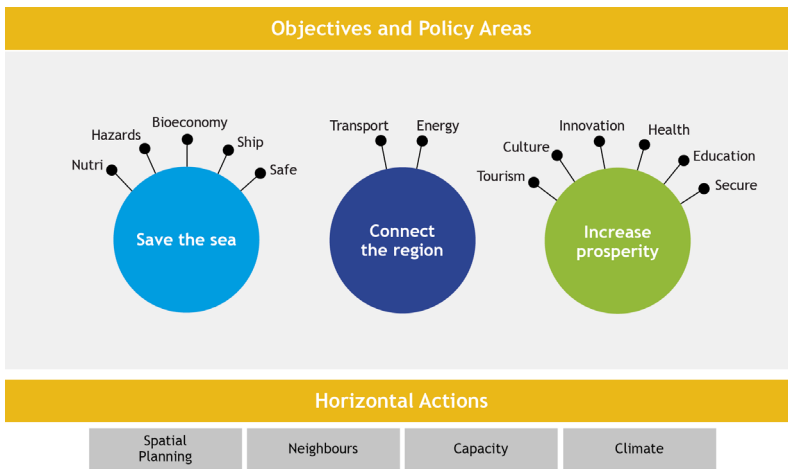 Objectives and Policy Areas
Nutri
Hazards
Bioeconomy
Ship
Safe
Save the sea
Transport
Energy
Connect
the region
Tourism
Culture
Innovation
Health
Education
Secure
Increase
prosperity
Horizontal Actions
Spatial
Planning
Neighbours
Capacity
Climate